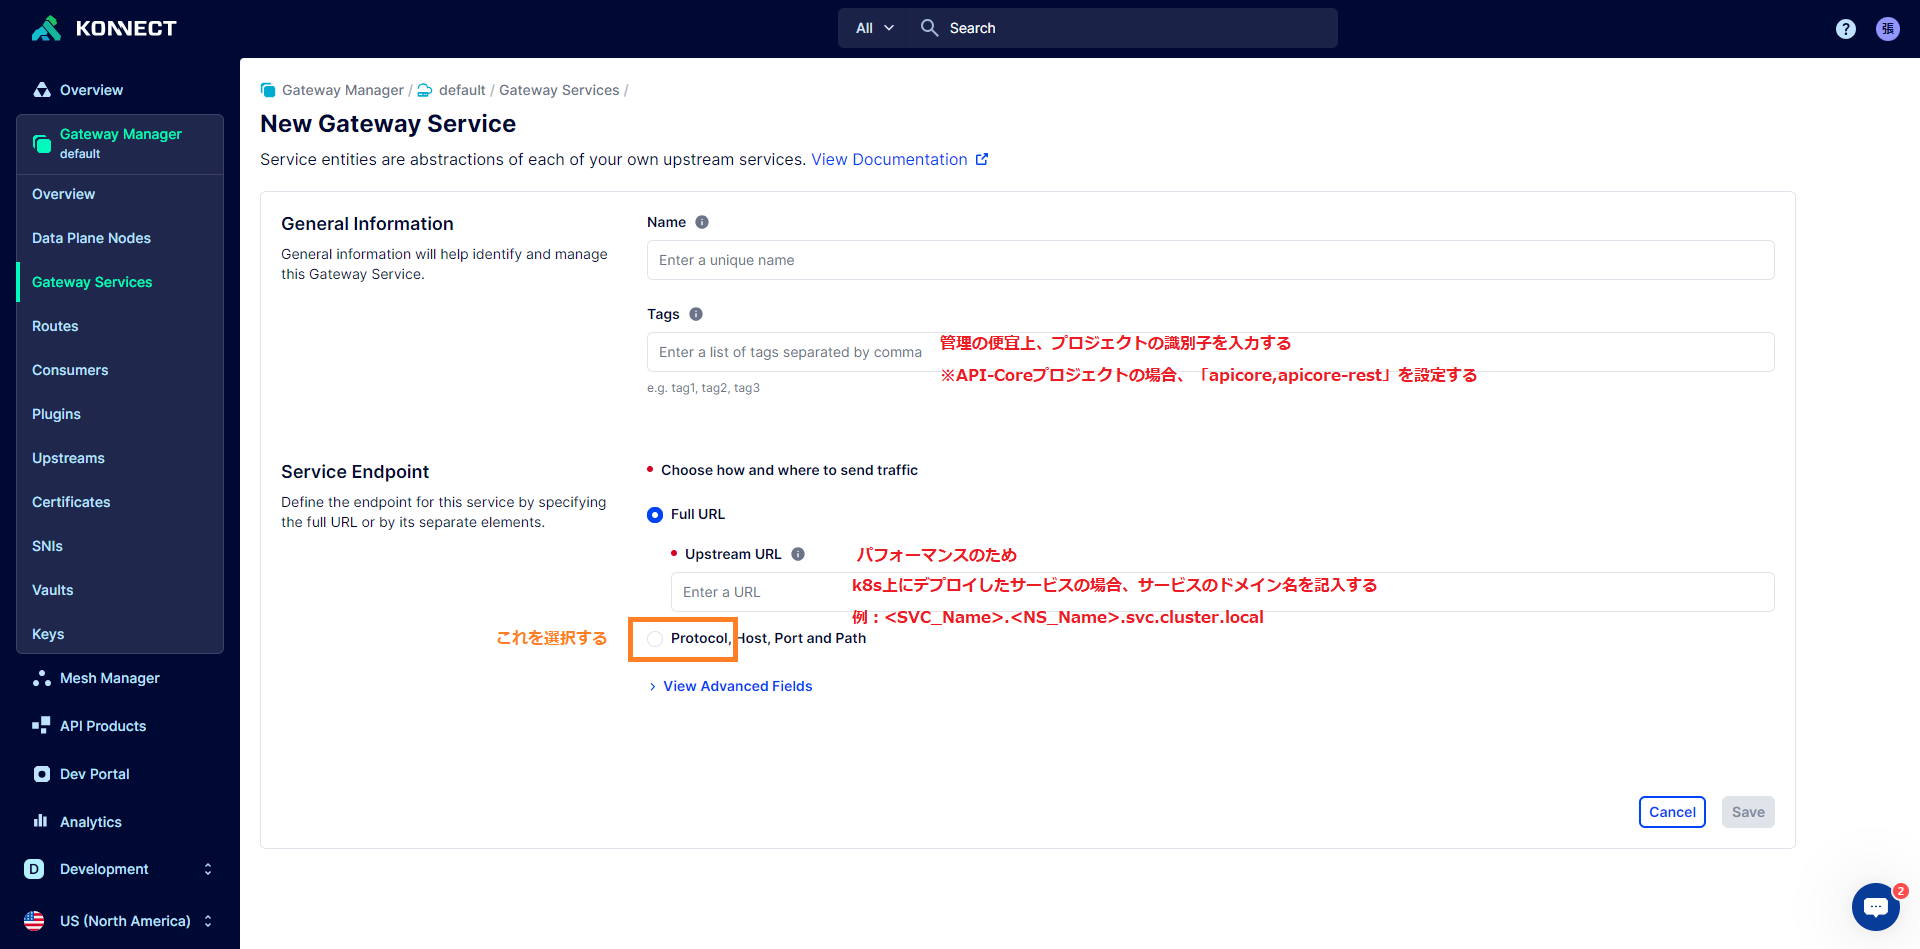 KONNECT
All
Search
?
張
Overview
Gateway Manager
default
Overview
Data Plane Nodes
Gateway Services
Routes
Consumers
Plugins
Upstreams
Certificates
SNIs
Vaults
Keys
Mesh Manager
API Products
Dev Portal
Analytics
D Development
US (North America)
Gateway Manager / default / Gateway Services /
New Gateway Service
Service entities are abstractions of each of your own upstream services. View Documentation
General Information
General information will help identify and manage
this Gateway Service.
Name
Enter a unique name
Tags
Enter a list of tags separated by comma
管理の便宜上、プロジェクトの識別子を入力する
※API-Coreプロジェクトの場合、「apicore,apicore-rest」を設定する
e.g. tag1, tag2, tag3
Service Endpoint
Define the endpoint for this service by specifying
the full URL or by its separate elements.
Choose how and where to send traffic
Full URL
Upstream URL
パフォーマンスのため
Enter a URL
k8s上にデプロイしたサービスの場合、サービスのドメイン名を記入する
例：<SVC_Name>.<NS_Name>.svc.cluster.local
これを選択する
Protocol, Host, Port and Path
View Advanced Fields
Cancel
Save
2